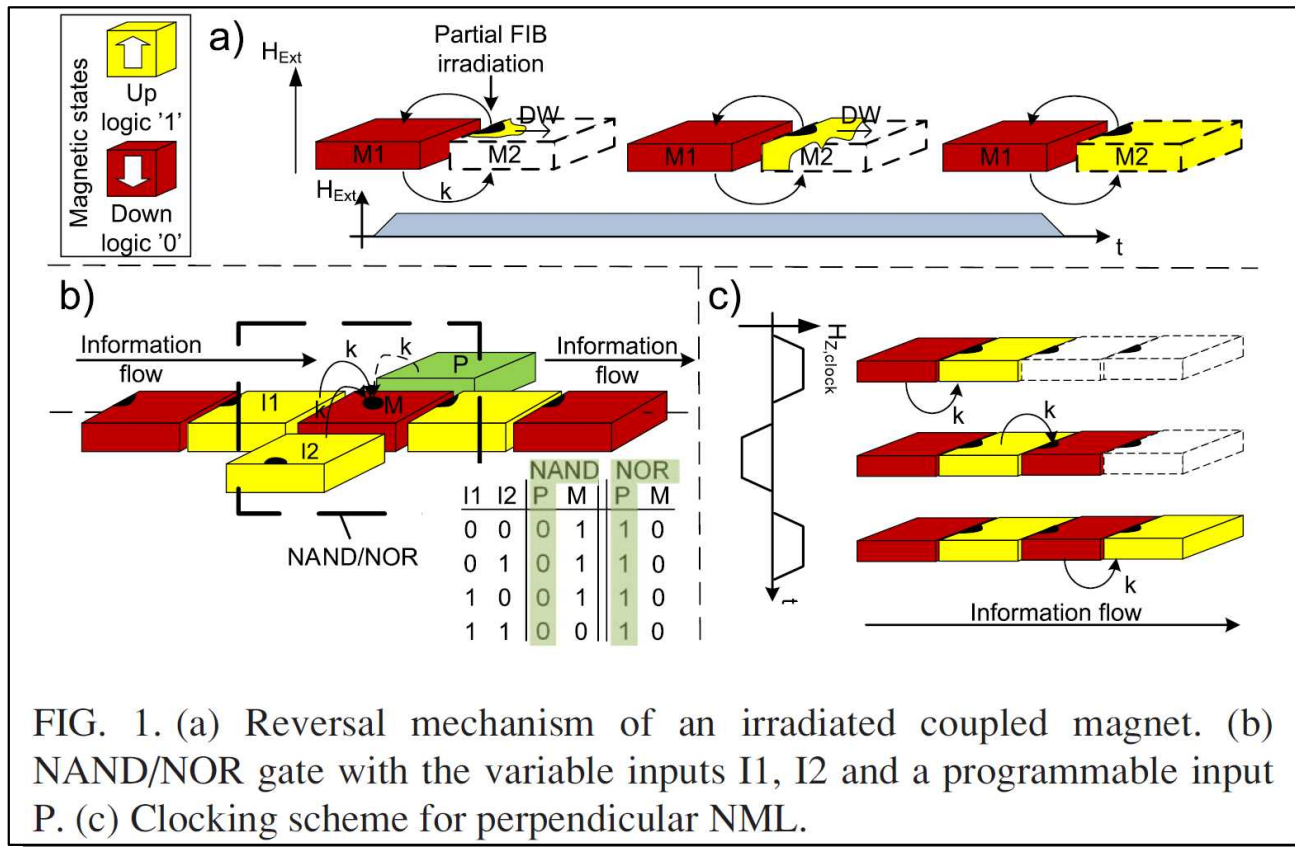 Magnetic states
Up
logic '1'
Down
logic '0'
a)
H_Ext
Partial FIB
irradiation
DW
M1
M2
k
DW
M1
M2
M1
M2
H_Ext
t
b)
Information
flow
k
k
P
Information
flow
I1
k
M
I2
NAND/NOR
NAND NOR
I1 I2 P M P M
0 0 0 1 1 0
0 1 0 1 1 0
1 0 0 1 1 0
1 1 0 0 1 0
c)
H_Z,clock
t
k
k
k
Information flow
FIG. 1. (a) Reversal mechanism of an irradiated coupled magnet. (b)
NAND/NOR gate with the variable inputs I1, I2 and a programmable input
P. (c) Clocking scheme for perpendicular NML.